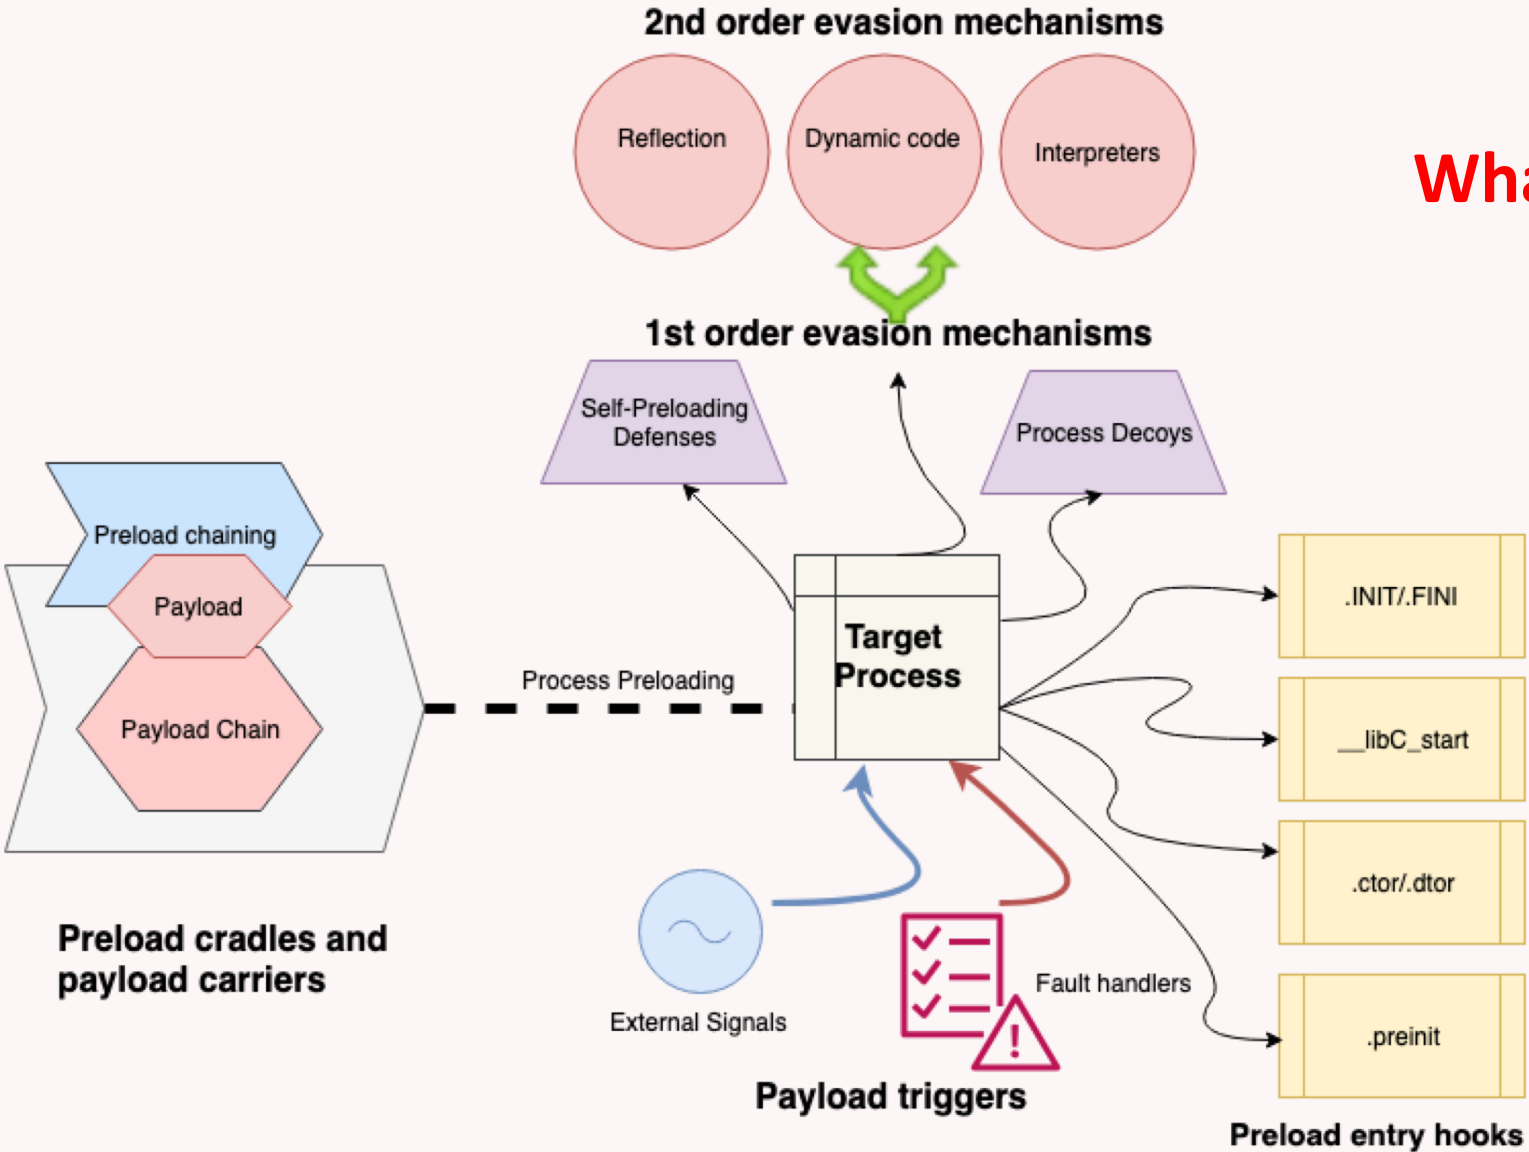 2nd order evasion mechanisms
Reflection
Dynamic code
Interpreters
1st order evasion mechanisms
Self-Preloading
Defenses
Process Decoys
Preload chaining
Payload
Payload Chain
Process Preloading
Target
Process
.INIT/.FINI
__libC_start
.ctor/.dtor
.preinit
Preload cradles and
payload carriers
External Signals
Fault handlers
Payload triggers
Preload entry hooks